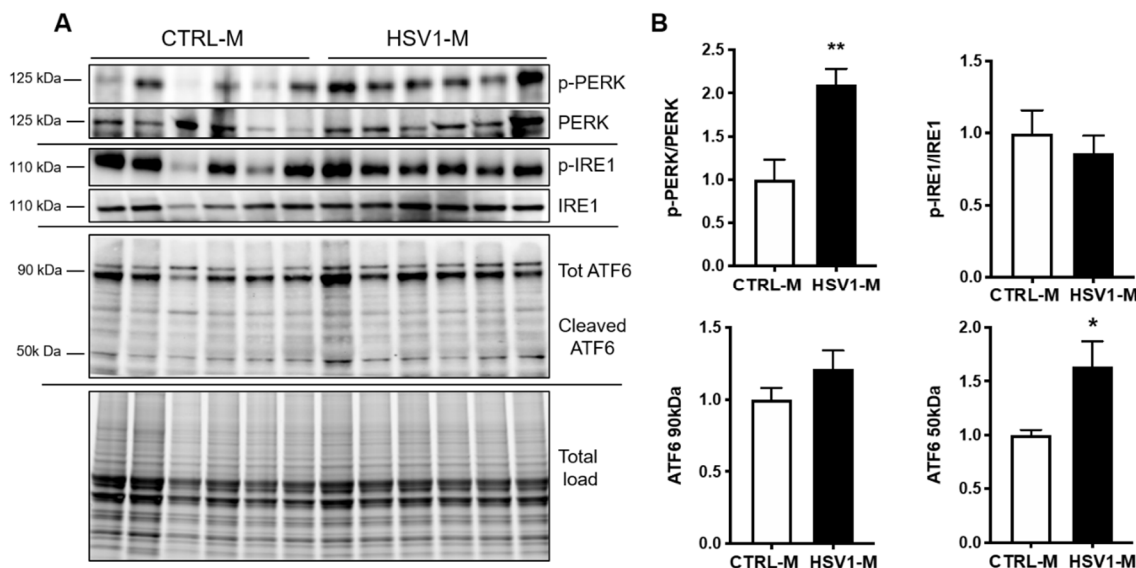 A
CTRL-M HSV1-M
125 kDa p-PERK
125 kDa PERK
110 kDa p-IRE1
110 kDa IRE1
90 kDa Tot ATF6
Cleaved
50k Da ATF6
Total
load
B
p-PERK/PERK
2.5
2.0
1.5
1.0
0.5
0.0
**
CTRL-M HSV1-M
p-IRE1/IRE1
1.5
1.0
0.5
0.0
CTRL-M HSV1-M
ATF6 90kDa
1.5
1.0
0.5
0.0
CTRL-M HSV1-M
ATF6 50kDa
2.0
1.5
1.0
0.5
0.0
*
CTRL-M HSV1-M